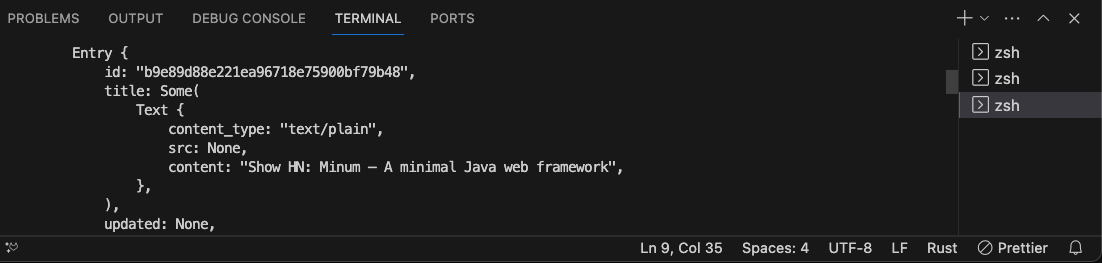 PROBLEMS OUTPUT DEBUG CONSOLE TERMINAL PORTS
Entry {
id: "b9e89d88e221ea96718e75900bf79b48",
title: Some(
Text {
content_type: "text/plain",
src: None,
content: "Show HN: Minum – A minimal Java web framework",
},
),
updated: None,
zsh
zsh
zsh
Ln 9, Col 35 Spaces: 4 UTF-8 LF Rust Prettier